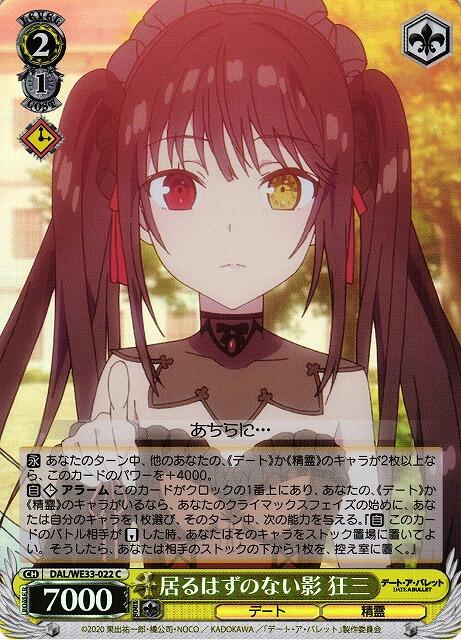 LEVEL
2
1
COST
あちらに…
永 あなたのターン中、他のあなたの、《デート》か《精霊》のキャラが2枚以上な
ら、このカードのパワーを+4000。
自 アラーム このカードがクロックの1番上にあり、あなたの、《デート》か
《精霊》のキャラがいるなら、あなたのクライマックスフェイズの始めに、あな
たは自分のキャラを1枚選び、そのターン中、次の能力を与える。『自 このカー
ドのバトル相手が した時、あなたはそのキャラをストック置場に置いてよい。
そうしたら、あなたは相手のストックの下から1枚を、控え室に置く。』
CH DAL/WE33-022 C
POWER 7000
居るはずのない影 狂三
デート・ア・バレット
DATE A BULLET
デート 精霊
©2020 東出祐一郎・橘公司・NOCO / KADOKAWA /「デート・ア・バレット」製作委員会